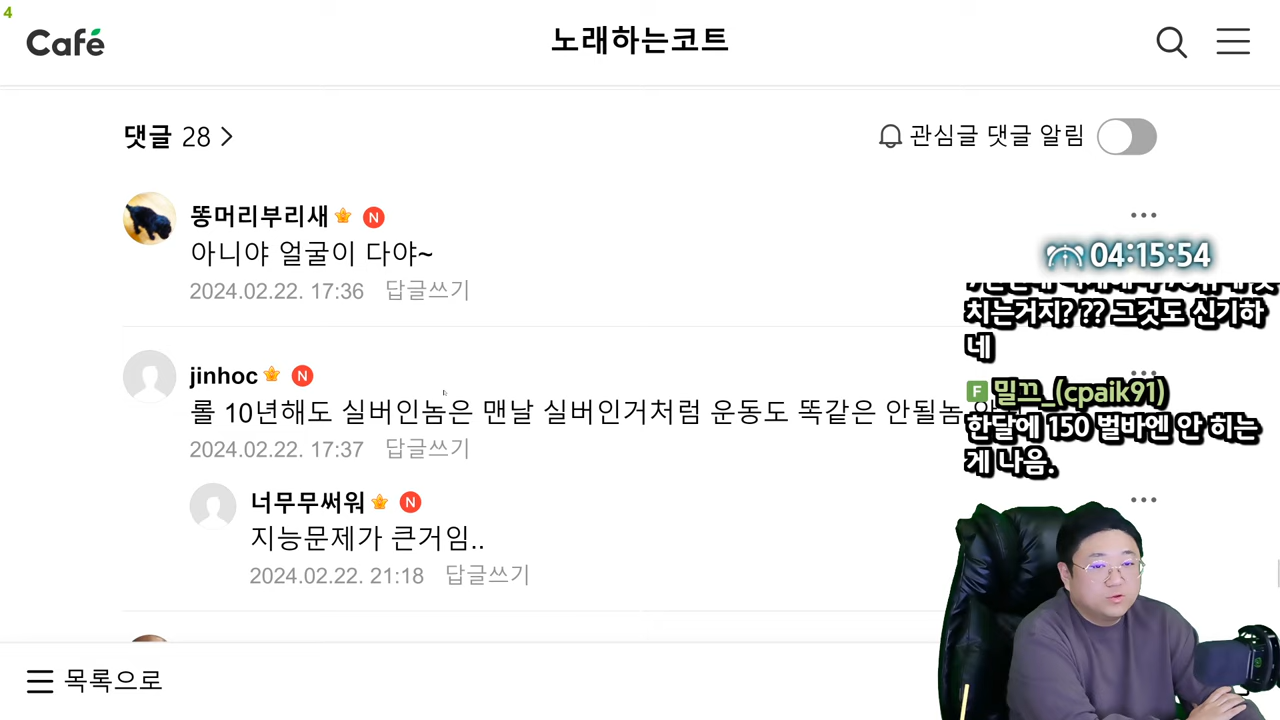 4
Café
노래하는코트
댓글 28
관심글 댓글 알림
똥머리부리새
N
아니야 얼굴이 다야~
2024.02.22. 17:36 답글쓰기
04:15:54
치는거지? ?? 그것도 신기하
네
jinhoc
N
롤 10년해도 실버인놈은 맨날 실버인거처럼 운동도 똑같은 안될놈
2024.02.22. 17:37 답글쓰기
F 밀끄_(cpaik91)
한달에 150 벌바엔 안 히는
게 나음.
너무무써워
N
지능문제가 큰거임..
2024.02.22. 21:18 답글쓰기
목록으로